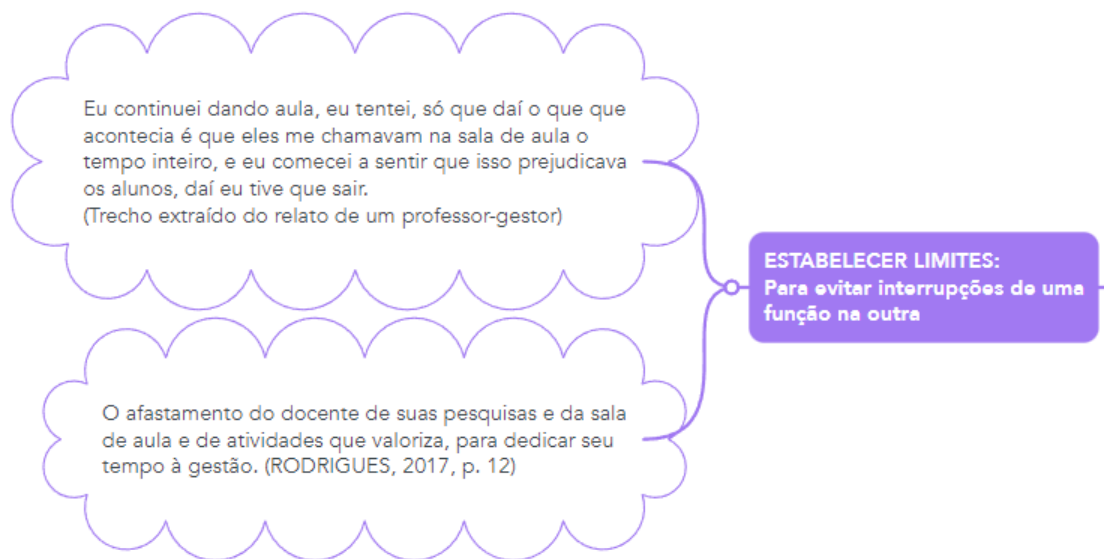 Eu continuei dando aula, eu tentei, só que daí o que que
acontecia é que eles me chamavam na sala de aula o
tempo inteiro, e eu comecei a sentir que isso prejudicava
os alunos, daí eu tive que sair.
(Trecho extraído do relato de um professor-gestor)
ESTABELECER LIMITES:
Para evitar interrupções de uma
função na outra
O afastamento do docente de suas pesquisas e da sala
de aula e de atividades que valoriza, para dedicar seu
tempo à gestão. (RODRIGUES, 2017, p. 12)